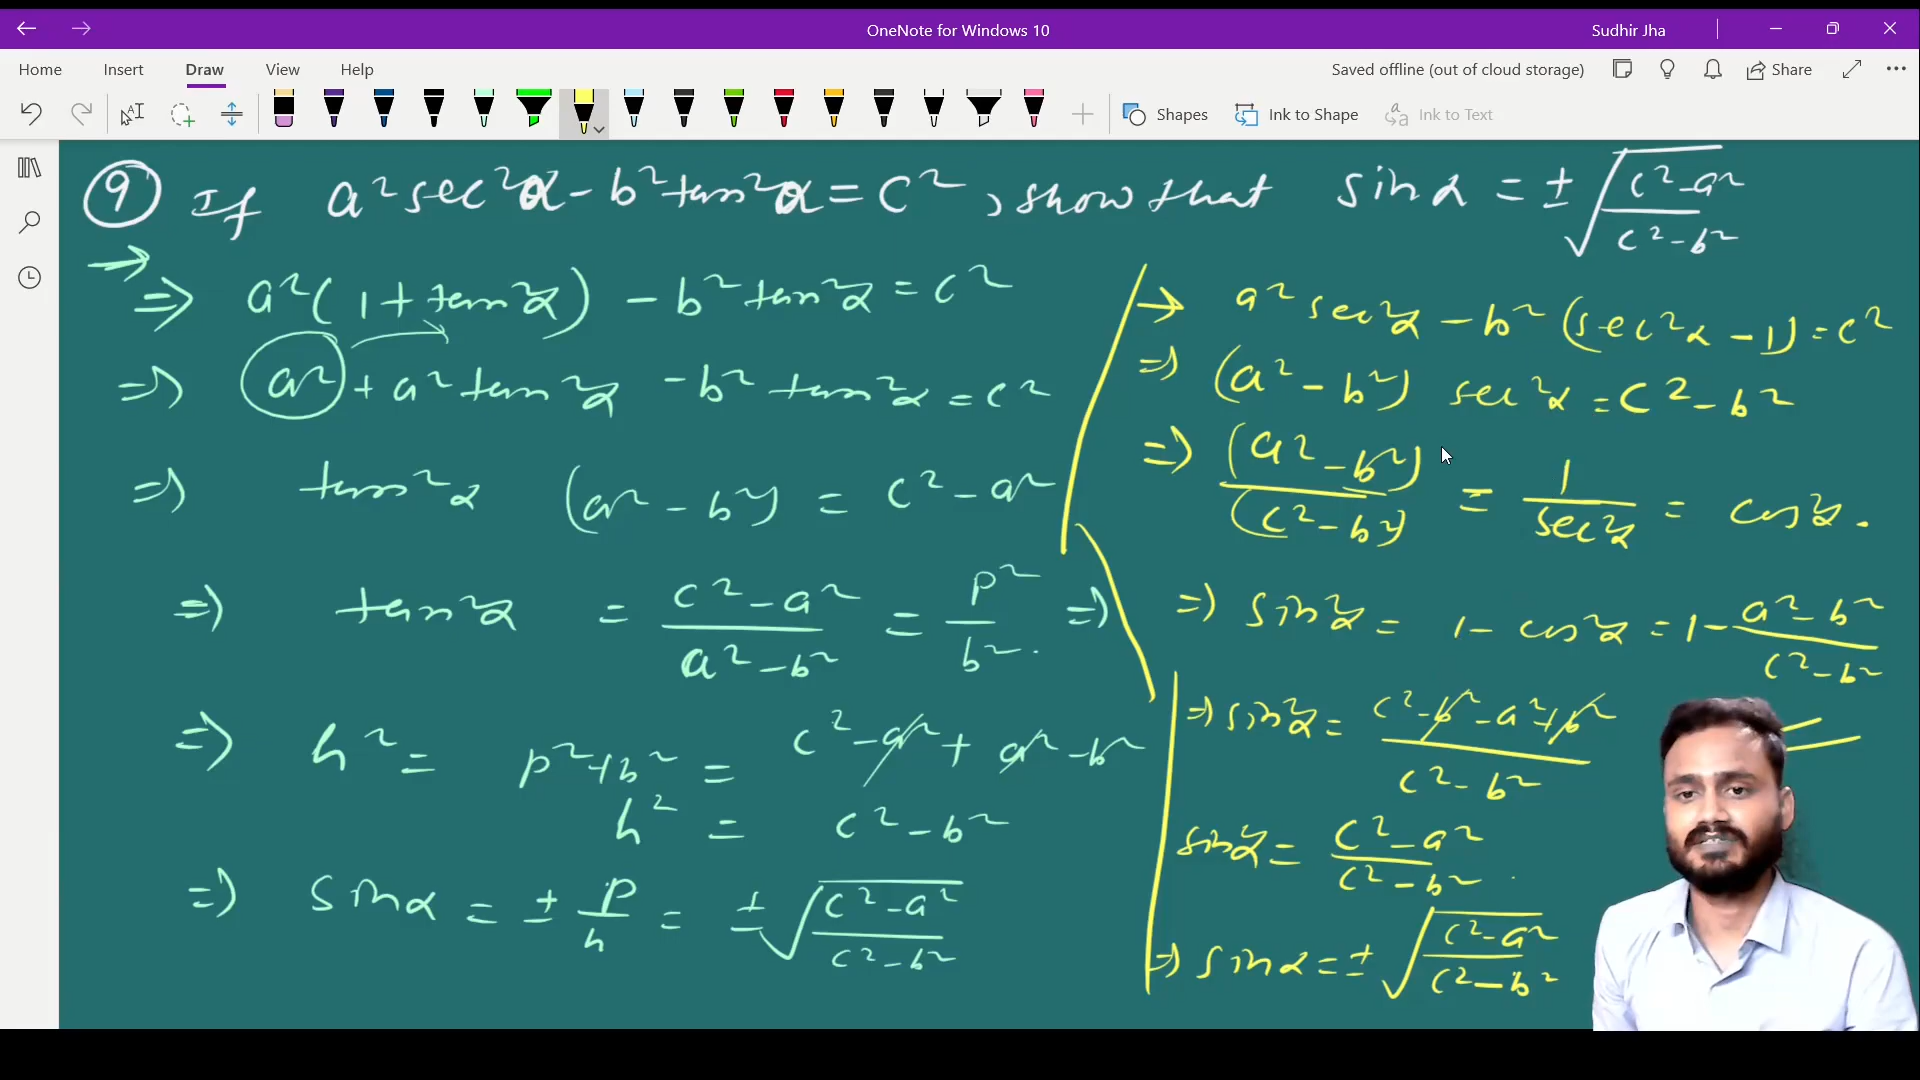 OneNote for Windows 10
Sudhir Jha
Home Insert Draw View Help
Saved offline (out of cloud storage)
Share
Shapes
Ink to Shape
Ink to Text
(9) If a²sec²α - b²tan²α = c², show that sinα = ±√((c²-a²)/(c²-b²))
→
⇒ a²(1+tan²α) - b²tan²α = c²
⇒ a² + a²tan²α - b²tan²α = c²
⇒ tan²α (a² - b²) = c² - a²
⇒ tan²α = (c²-a²)/(a²-b²) = p²/b². ⇒
⇒ h² = p²+b² = c²-a²+a²-b²
h² = c²-b²
⇒ sinα = ± p/h = ±√((c²-a²)/(c²-b²))
→ a²sec²α - b²(sec²α - 1) = c²
⇒ (a² - b²) sec²α = c² - b²
⇒ (a²-b²)/(c²-b²) = 1/sec²α = cos²α.
⇒ sin²α = 1 - cos²α = 1 - (a²-b²)/(c²-b²)
⇒ sin²α = (c²-b²-a²+b²)/(c²-b²)
sin²α = (c²-a²)/(c²-b²).
⇒ sinα = ±√((c²-a²)/(c²-b²))